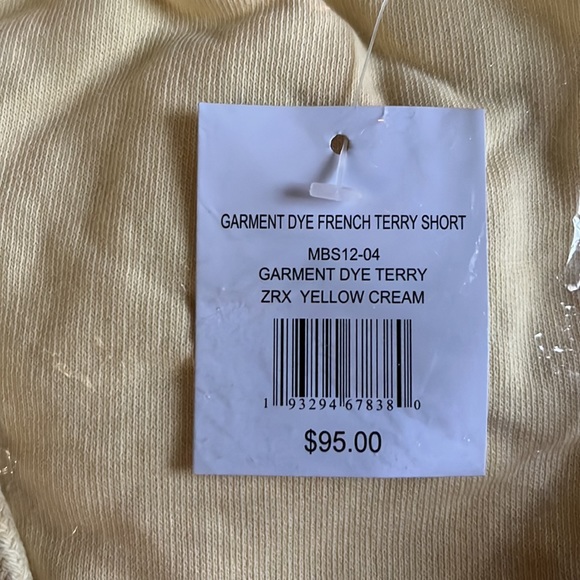 GARMENT DYE FRENCH TERRY SHORT
MBS12-04
GARMENT DYE TERRY
ZRX YELLOW CREAM
1 93294 67838 0
$95.00